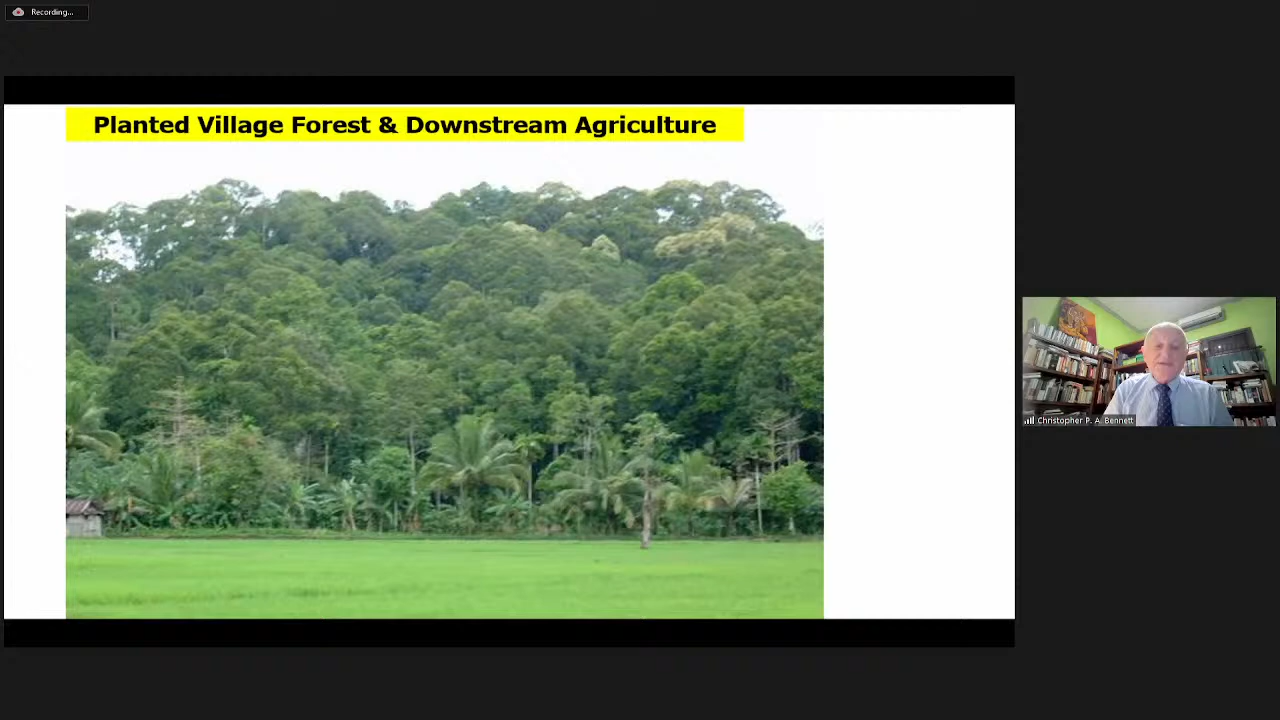 Recording...
Planted Village Forest & Downstream Agriculture
Christopher P. A. Bennett